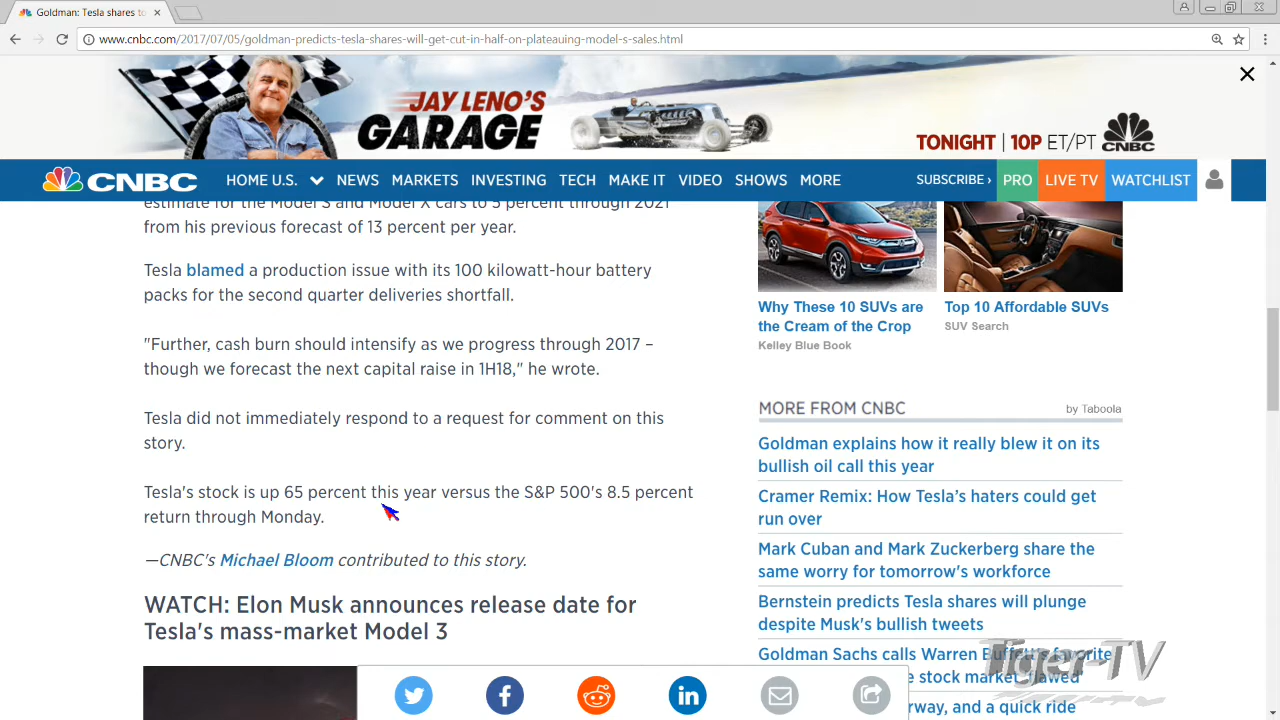 Goldman: Tesla shares to
www.cnbc.com/2017/07/05/goldman-predicts-tesla-shares-will-get-cut-in-half-on-plateauing-model-s-sales.html
JAY LENO'S
GARAGE
TONIGHT | 10P ET/PT
CNBC
CNBC
HOME U.S. NEWS MARKETS INVESTING TECH MAKE IT VIDEO SHOWS MORE SUBSCRIBE › PRO LIVE TV WATCHLIST
estimate for the Model S and Model X cars to 5 percent through 2021
from his previous forecast of 13 percent per year.
Tesla blamed a production issue with its 100 kilowatt-hour battery
packs for the second quarter deliveries shortfall.
"Further, cash burn should intensify as we progress through 2017 –
though we forecast the next capital raise in 1H18," he wrote.
Tesla did not immediately respond to a request for comment on this
story.
Tesla's stock is up 65 percent this year versus the S&P 500's 8.5 percent
return through Monday.
—CNBC's Michael Bloom contributed to this story.
WATCH: Elon Musk announces release date for
Tesla's mass-market Model 3
Why These 10 SUVs are
the Cream of the Crop
Kelley Blue Book
Top 10 Affordable SUVs
SUV Search
MORE FROM CNBC
by Taboola
Goldman explains how it really blew it on its
bullish oil call this year
Cramer Remix: How Tesla's haters could get
run over
Mark Cuban and Mark Zuckerberg share the
same worry for tomorrow's workforce
Bernstein predicts Tesla shares will plunge
despite Musk's bullish tweets
Goldman Sachs calls Warren Buffett's favorite
stock market 'flawed'
and a quick ride
Tiger-TV